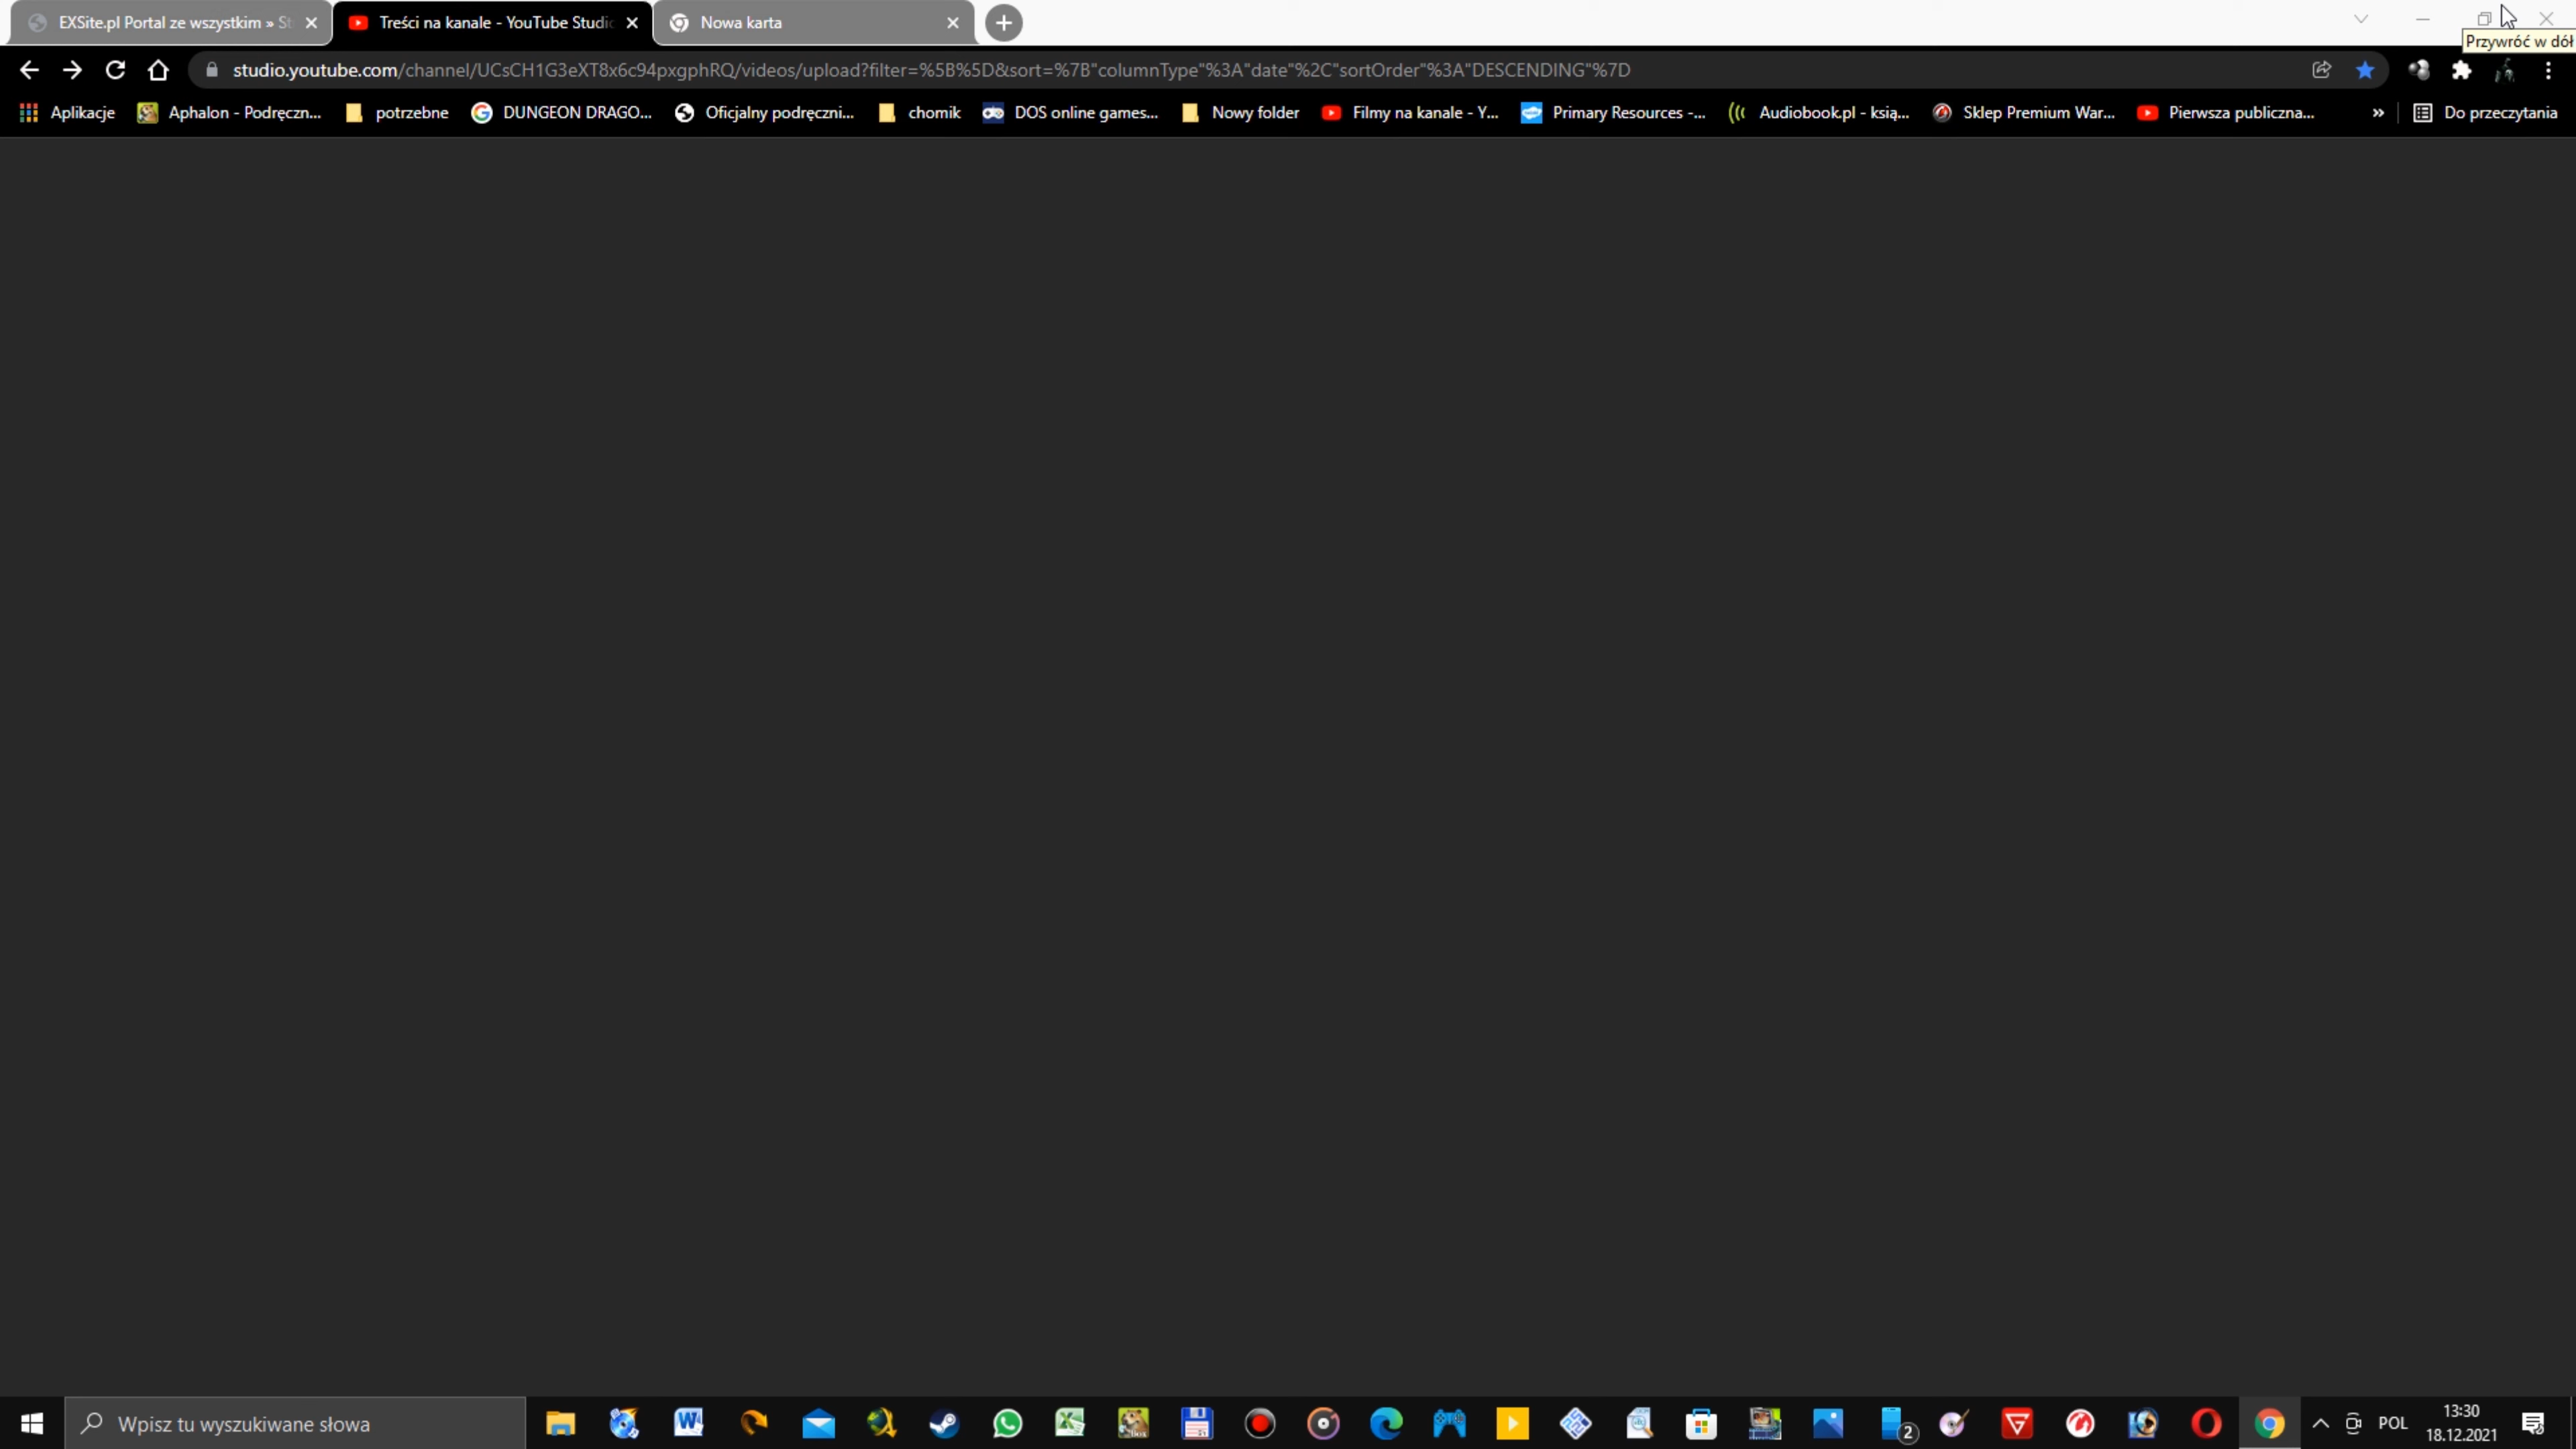 EXSite.pl Portal ze wszystkim » St
Treści na kanale - YouTube Studi
Nowa karta
Przywróć w dół
studio.youtube.com/channel/UCsCH1G3eXT8x6c94pxgphRQ/videos/upload?filter=%5B%5D&sort=%7B"columnType"%3A"date"%2C"sortOrder"%3A"DESCENDING"%7D
Aplikacje
Aphalon - Podręczn...
potrzebne
DUNGEON DRAGO...
Oficjalny podręczni...
chomik
DOS online games...
Nowy folder
Filmy na kanale - Y...
Primary Resources -...
Audiobook.pl - ksią...
Sklep Premium War...
Pierwsza publiczna...
»
Do przeczytania
Wpisz tu wyszukiwane słowa
2
POL
13:30
18.12.2021